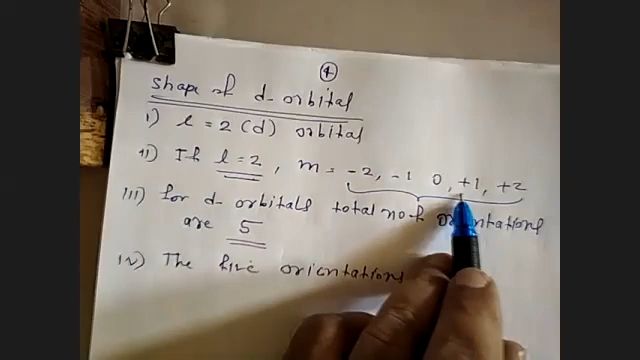 4
Shape of d-orbital
i) l = 2 (d) orbital
ii) If l = 2, m = -2, -1 0, +1, +2
iii) for d-orbitals total no of orientations
are 5
iv) The five orientations